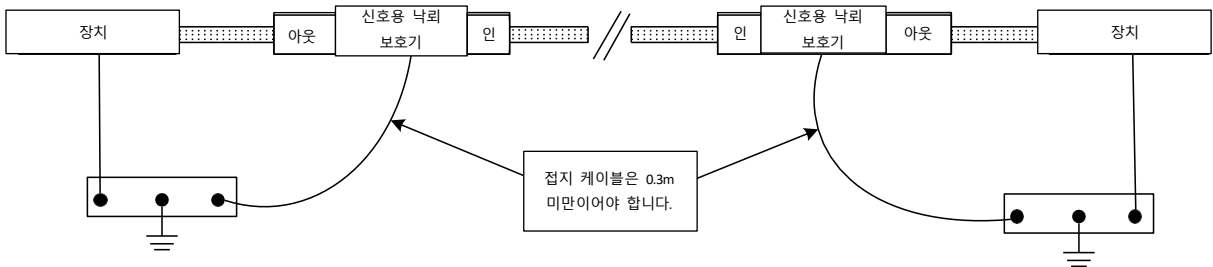 장치
아웃
신호용 낙뢰
보호기
인
인
신호용 낙뢰
보호기
아웃
장치
접지 케이블은 0.3m
미만이어야 합니다.